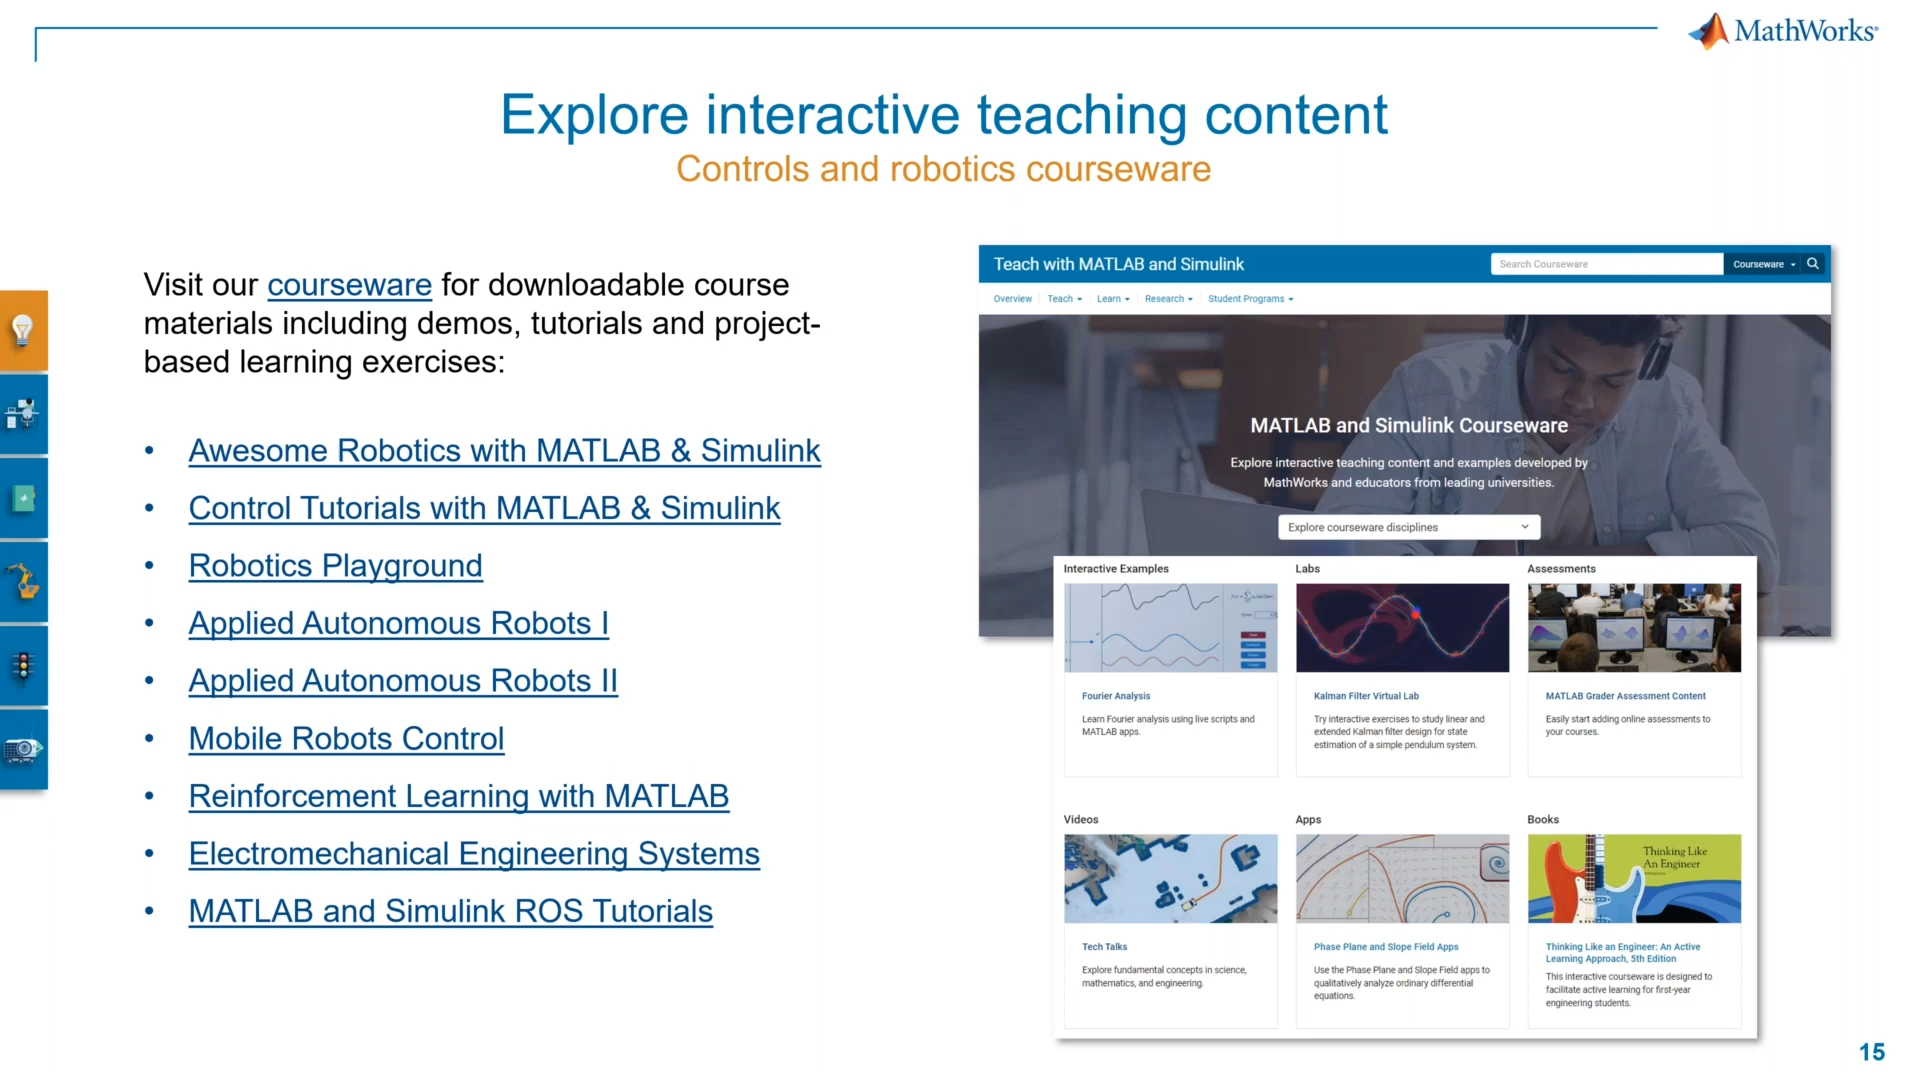 MathWorks®
Explore interactive teaching content
Controls and robotics courseware
Visit our courseware for downloadable course
materials including demos, tutorials and project-
based learning exercises:
• Awesome Robotics with MATLAB & Simulink
• Control Tutorials with MATLAB & Simulink
• Robotics Playground
• Applied Autonomous Robots I
• Applied Autonomous Robots II
• Mobile Robots Control
• Reinforcement Learning with MATLAB
• Electromechanical Engineering Systems
• MATLAB and Simulink ROS Tutorials
Teach with MATLAB and Simulink
Search Courseware
Courseware
Overview Teach Learn Research Student Programs
MATLAB and Simulink Courseware
Explore interactive teaching content and examples developed by
MathWorks and educators from leading universities.
Explore courseware disciplines
Interactive Examples
Fourier Analysis
Learn Fourier analysis using live scripts and
MATLAB apps.
Labs
Kalman Filter Virtual Lab
Try interactive exercises to study linear and
extended Kalman filter design for state
estimation of a simple pendulum system.
Assessments
MATLAB Grader Assessment Content
Easily start adding online assessments to
your courses.
Videos
Tech Talks
Explore fundamental concepts in science,
mathematics, and engineering.
Apps
Phase Plane and Slope Field Apps
Use the Phase Plane and Slope Field apps to
qualitatively analyze ordinary differential
equations.
Books
Thinking Like
An Engineer
Thinking Like an Engineer: An Active
Learning Approach, 5th Edition
This interactive courseware is designed to
facilitate active learning for first-year
engineering students.
15